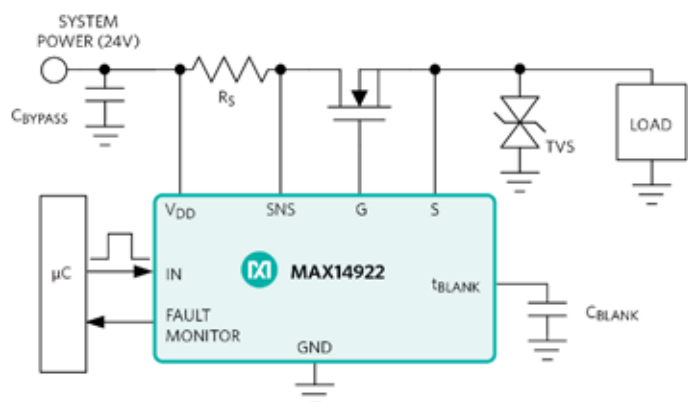 SYSTEM
POWER (24V)
CBYPASS
RS
TVS
LOAD
VDD
SNS
G
S
µC
IN
MAX14922
tBLANK
CBLANK
FAULT
MONITOR
GND